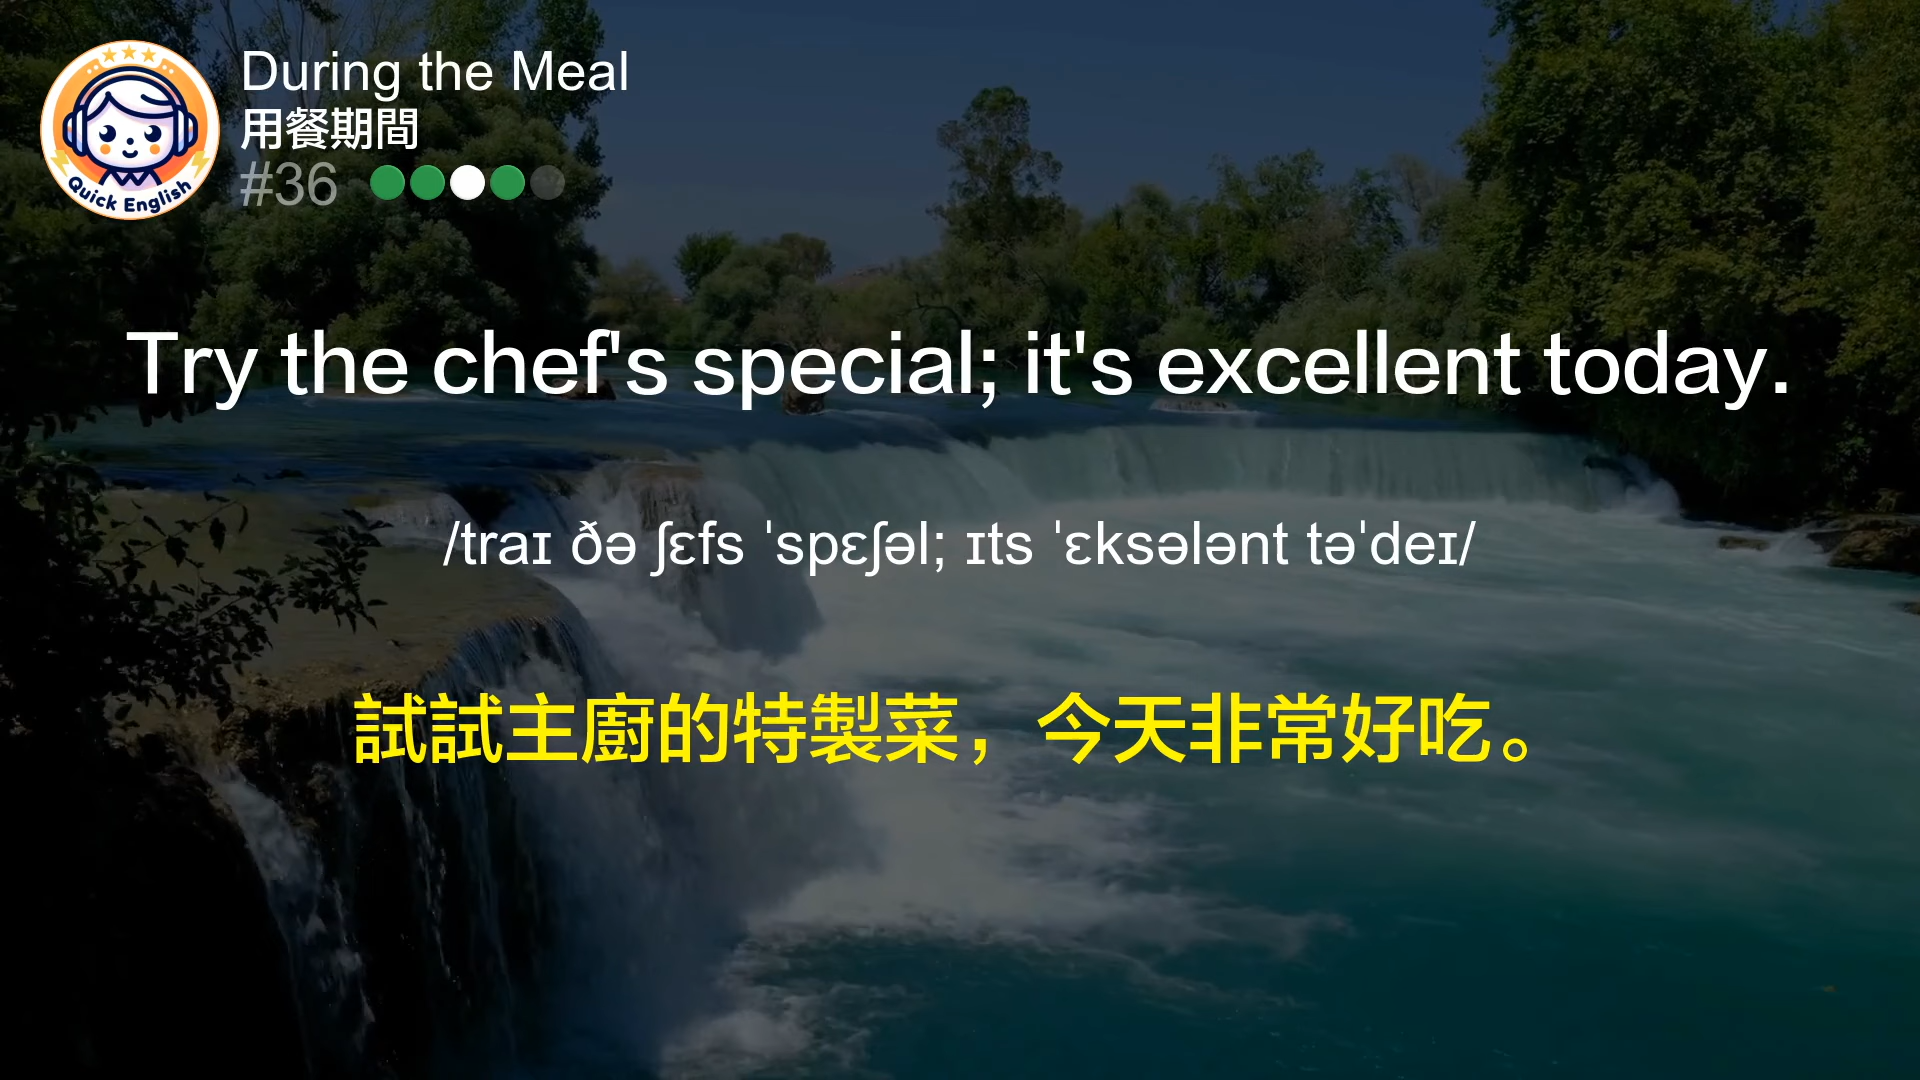 During the Meal
用餐期間
#36
Quick English
Try the chef's special; it's excellent today.
/traɪ ðə ʃɛfs ˈspɛʃəl; ɪts ˈɛksələnt təˈdeɪ/
試試主廚的特製菜，今天非常好吃。